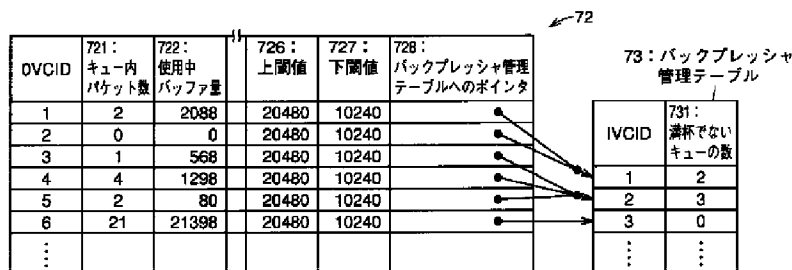 72
OVCID 721： キュー内 パケット数 722： 使用中 バッファ量 726： 上閾値 727： 下閾値 728： バックプレッシャ管理 テーブルへのポインタ
1 2 2088 20480 10240
2 0 0 20480 10240
3 1 568 20480 10240
4 4 1298 20480 10240
5 2 80 20480 10240
6 21 21398 20480 10240
73：バックプレッシャ
管理テーブル
IVCID 731： 満杯でない キューの数
1 2
2 3
3 0